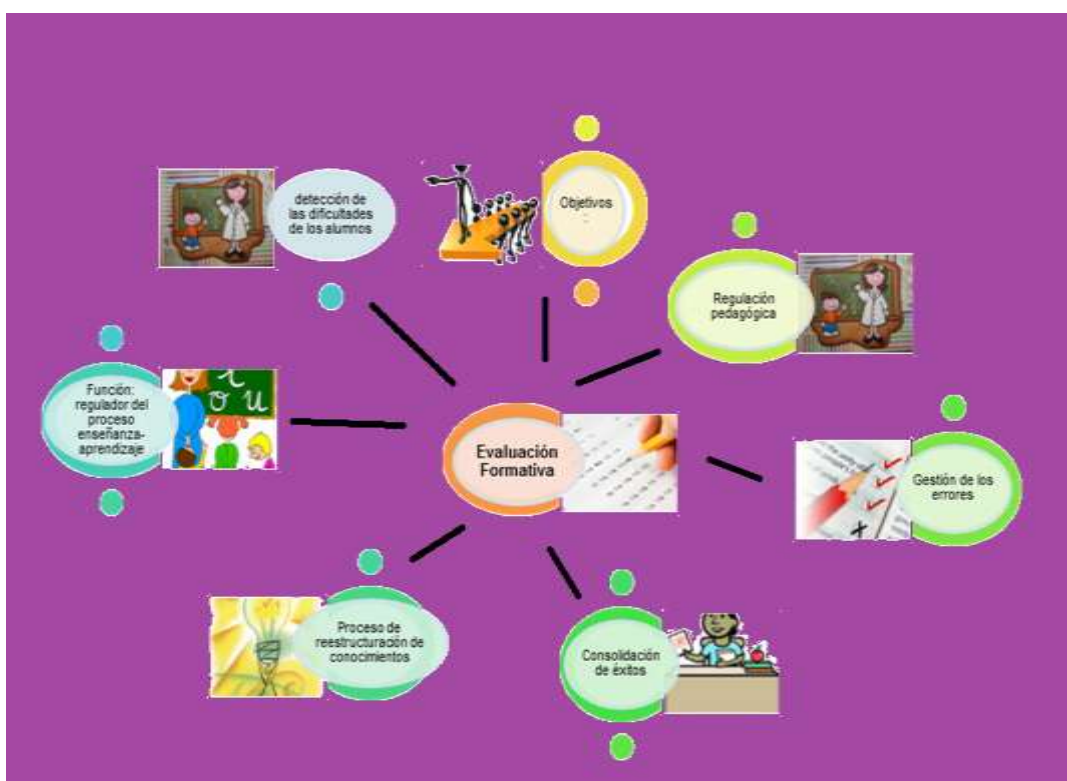 detección de
las dificultades
de los alumnos
Objetivos
:
Regulación
pedagógica
Función:
regulador del
proceso
enseñanza-
aprendizaje
i
o u
Evaluación
Formativa
Gestión de los
errores
Proceso de
reestructuración de
conocimientos
Consolidación
de éxitos